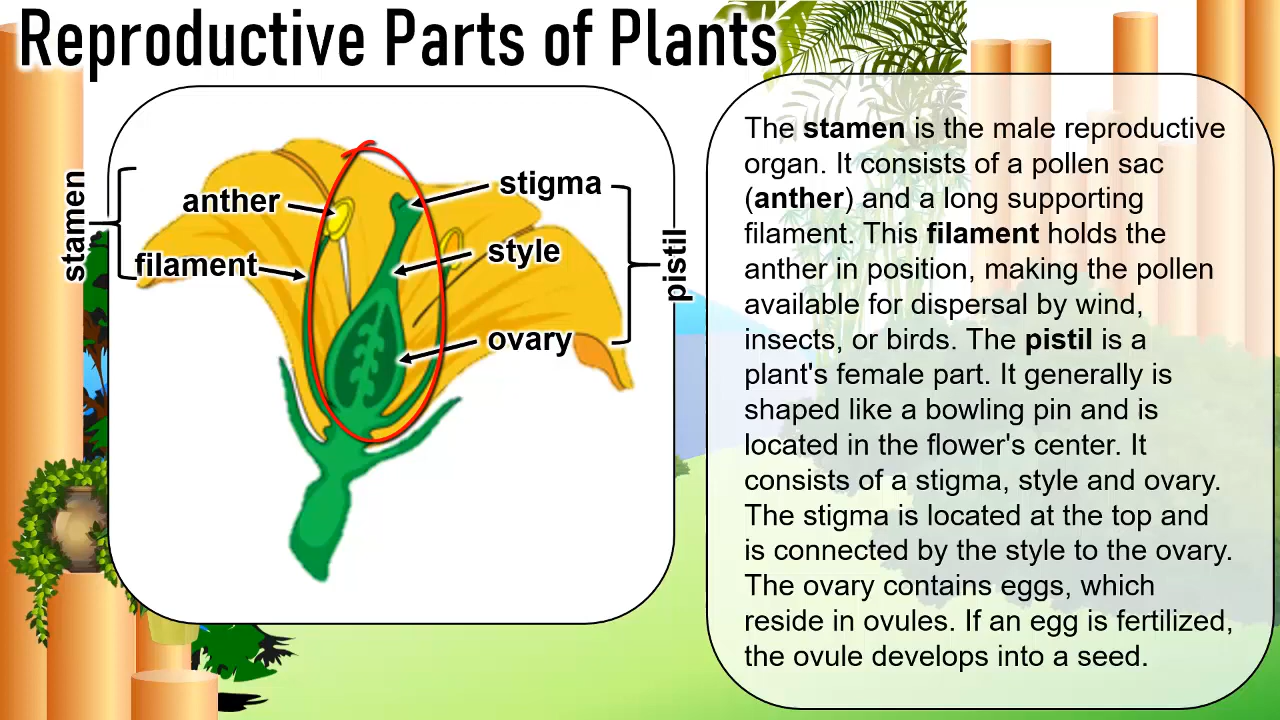 Reproductive Parts of Plants
stamen
anther
filament
stigma
style
ovary
pistil
The stamen is the male reproductive
organ. It consists of a pollen sac
(anther) and a long supporting
filament. This filament holds the
anther in position, making the pollen
available for dispersal by wind,
insects, or birds. The pistil is a
plant's female part. It generally is
shaped like a bowling pin and is
located in the flower's center. It
consists of a stigma, style and ovary.
The stigma is located at the top and
is connected by the style to the ovary.
The ovary contains eggs, which
reside in ovules. If an egg is fertilized,
the ovule develops into a seed.